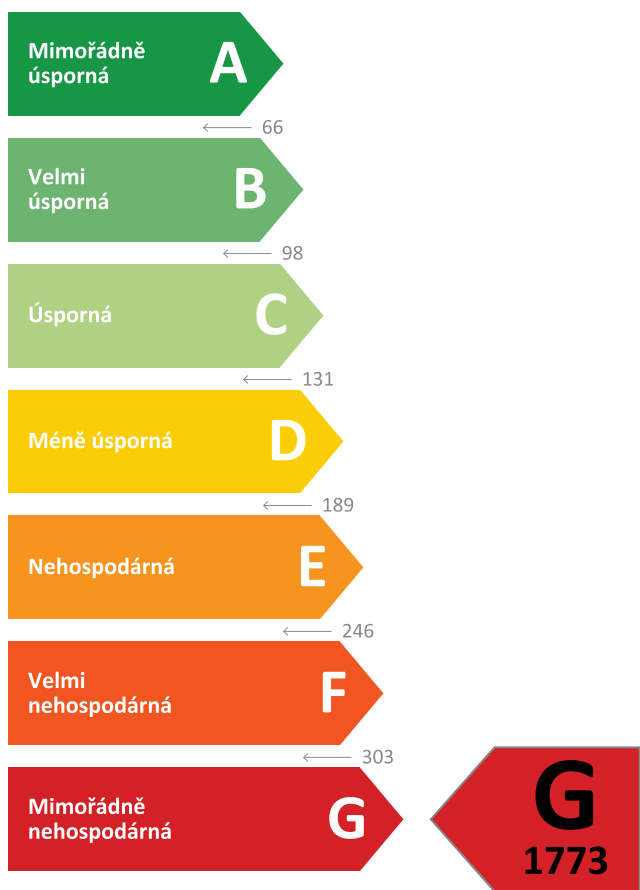 Mimořádně
úsporná
A
66
Velmi
úsporná
B
98
Úsporná
C
131
Méně úsporná
D
189
Nehospodárná
E
246
Velmi
nehospodárná
F
303
Mimořádně
nehospodárná
G
G
1773